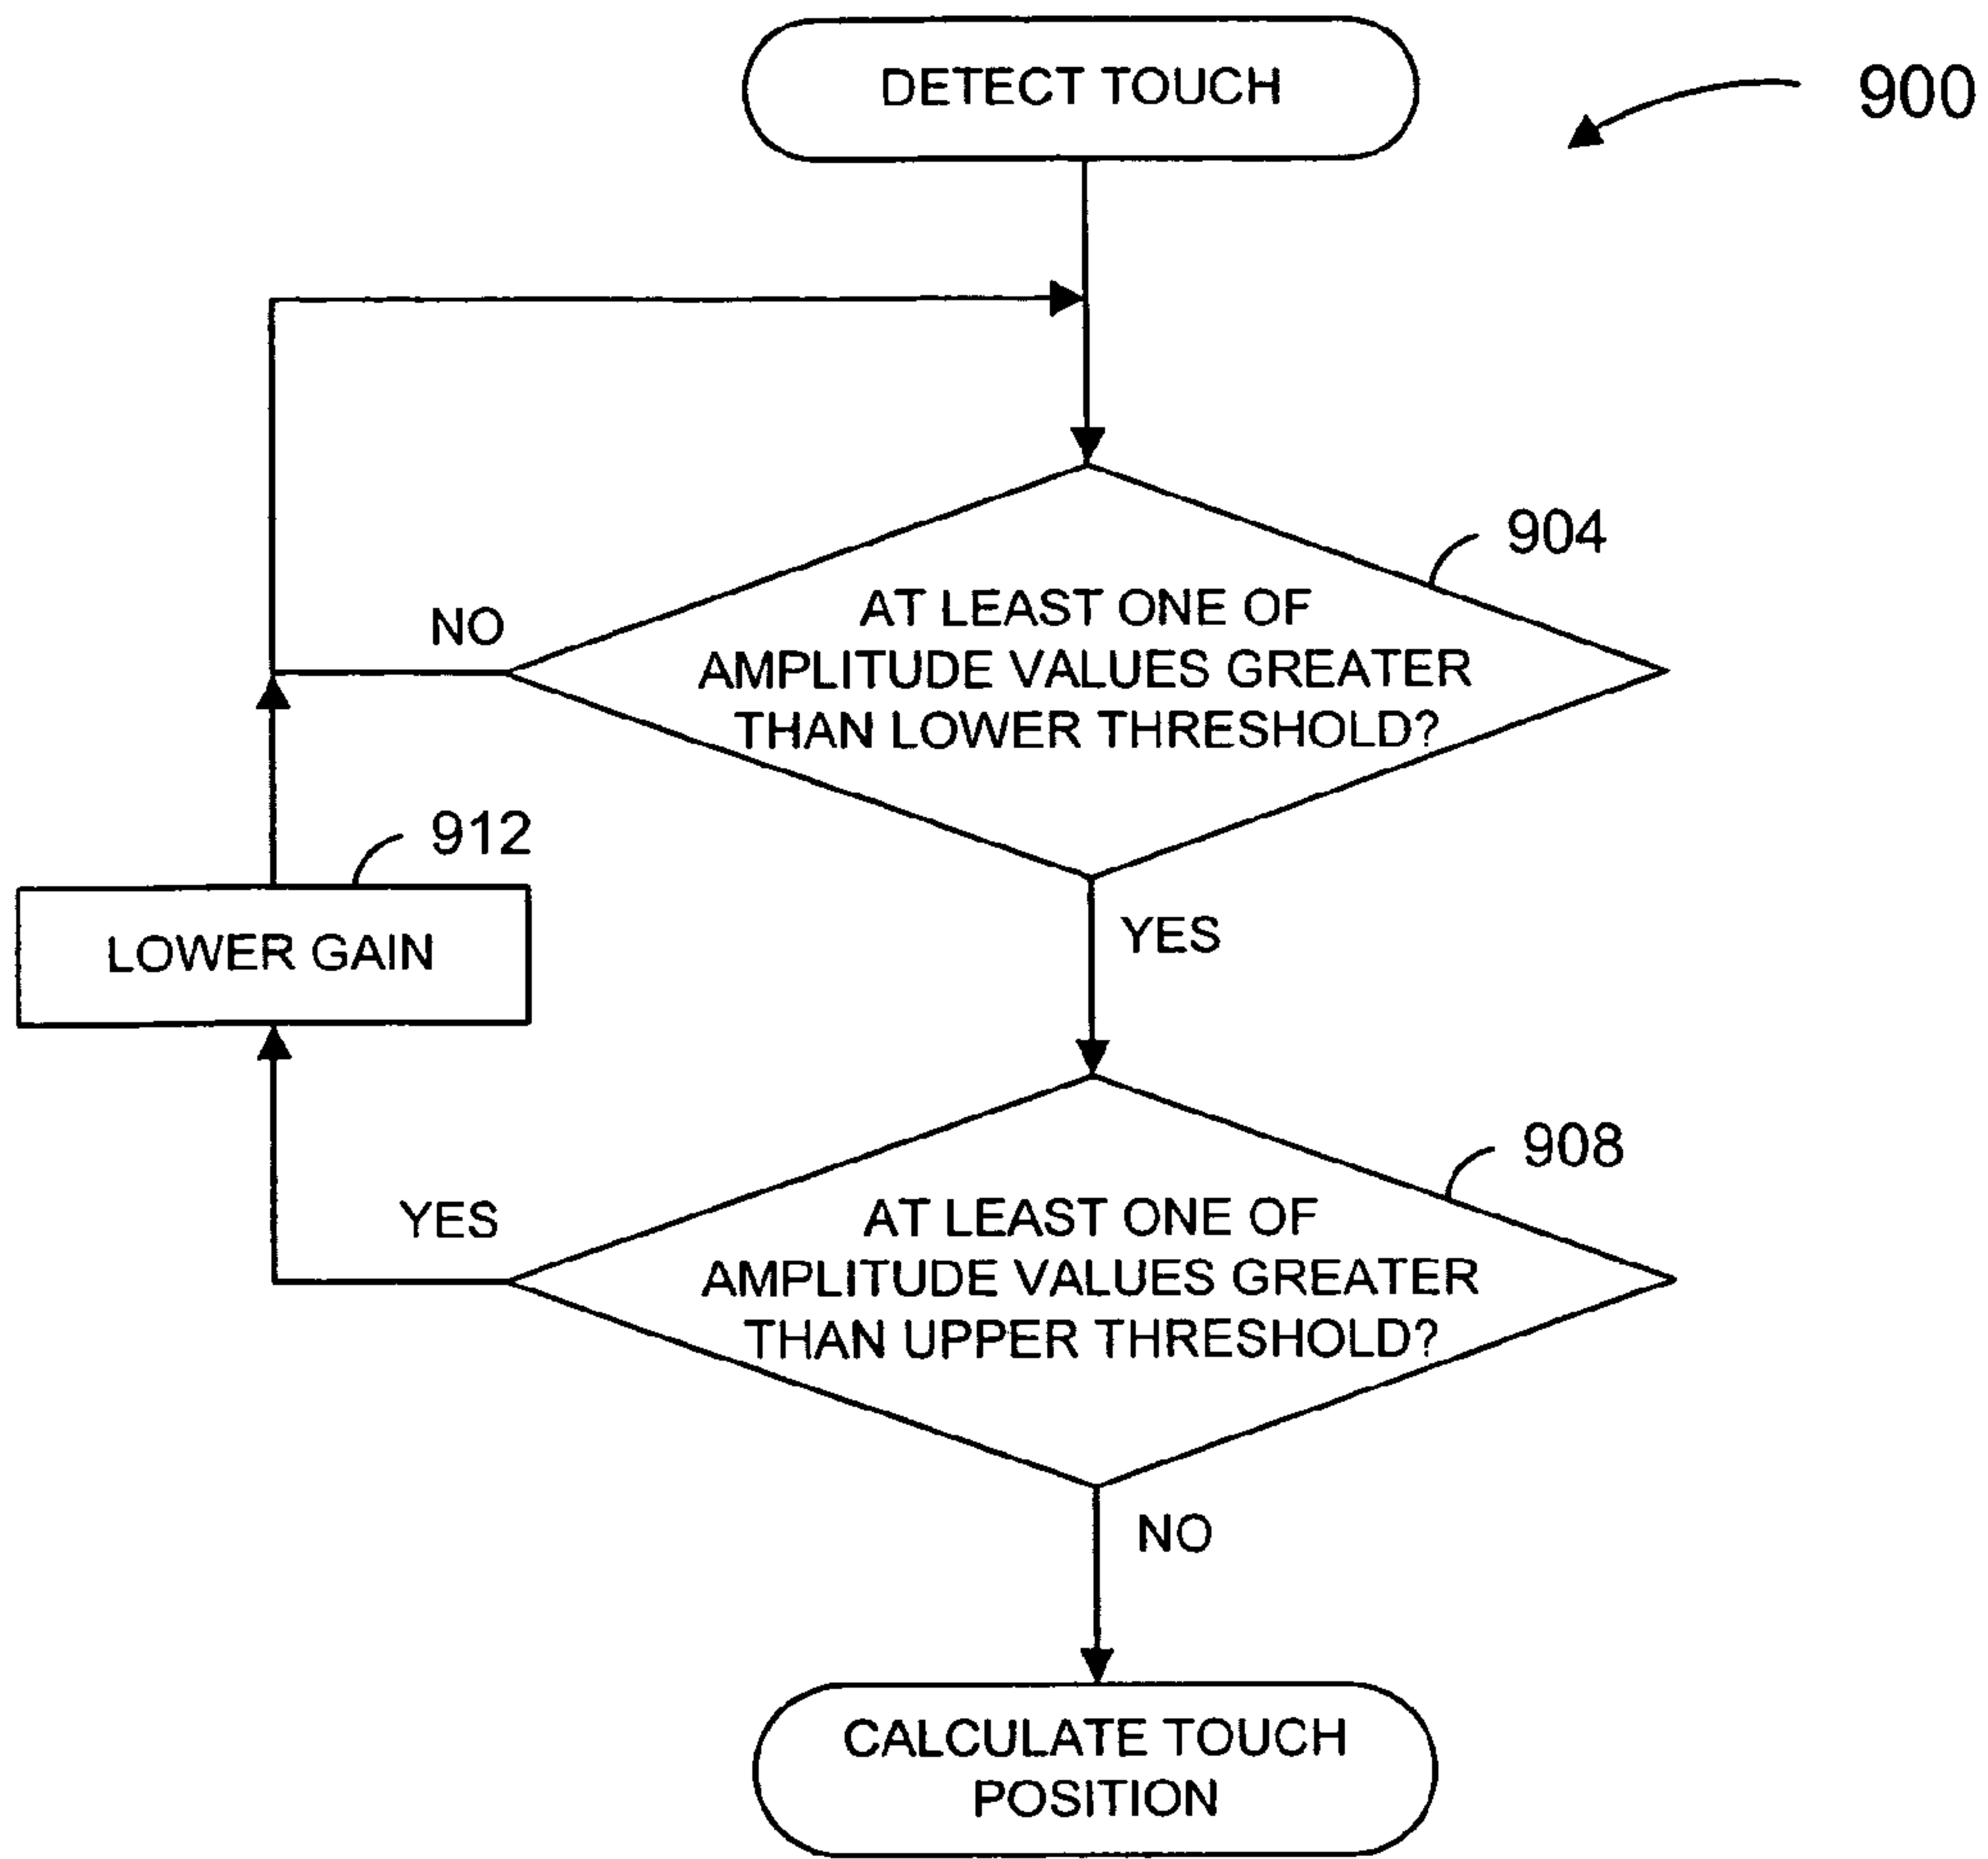 DETECT TOUCH
900
904
NO
AT LEAST ONE OF
AMPLITUDE VALUES GREATER
THAN LOWER THRESHOLD?
912
YES
LOWER GAIN
908
YES
AT LEAST ONE OF
AMPLITUDE VALUES GREATER
THAN UPPER THRESHOLD?
NO
CALCULATE TOUCH
POSITION